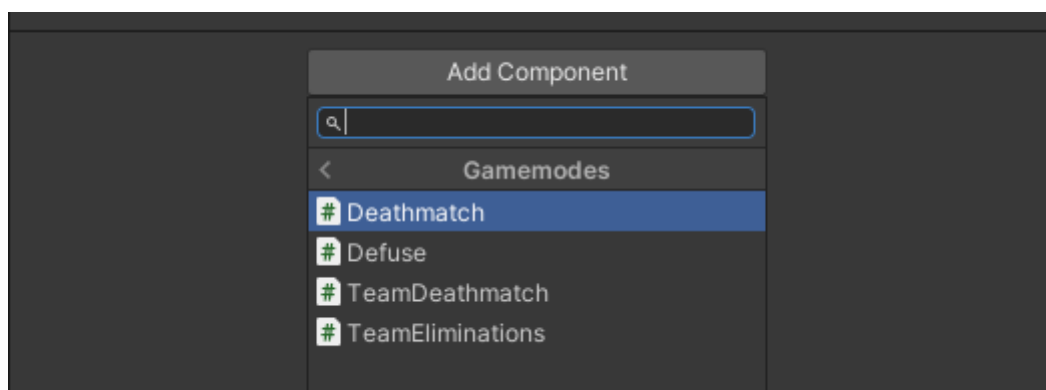 Add Component
Gamemodes
Deathmatch
Defuse
TeamDeathmatch
TeamEliminations